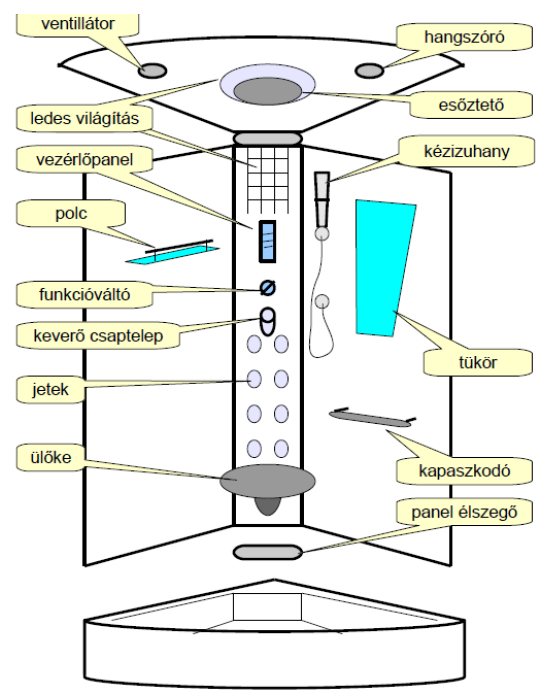 ventillátor
hangszóró
esőztető
ledes világítás
vezérlőpanel
kézizuhany
polc
funkcióváltó
keverő csaptelep
tükör
jetek
ülőke
kapaszkodó
panel élszegő